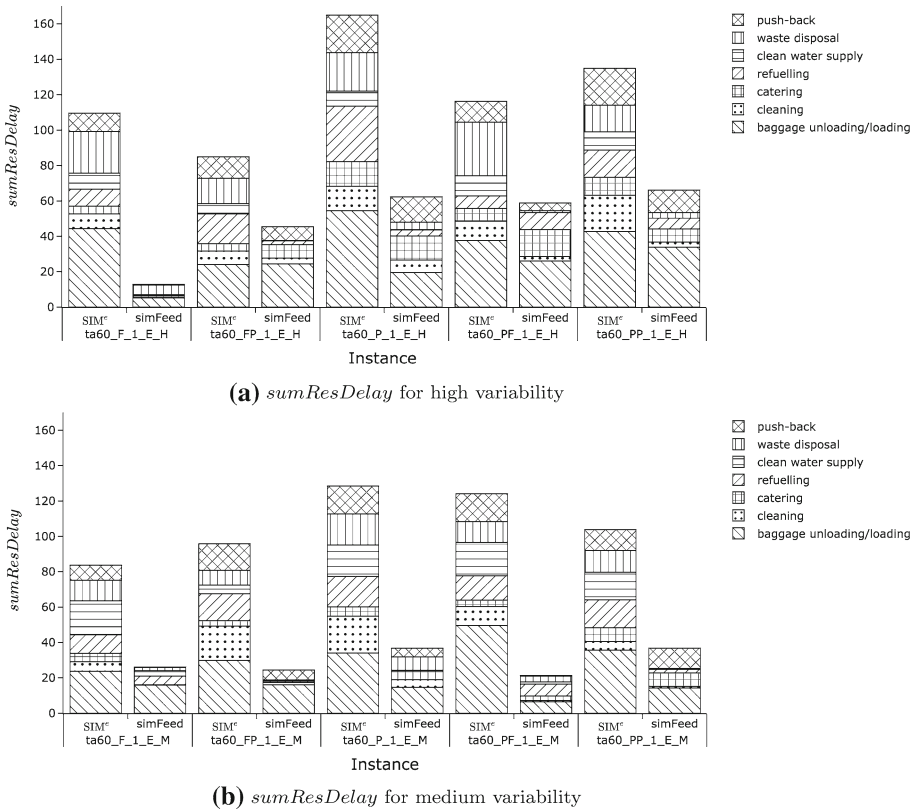 160
140
120
100
80
60
40
20
0
sumResDelay
push-back
waste disposal
clean water supply
refuelling
catering
cleaning
baggage unloading/loading
SIMᵉ simFeed SIMᵉ simFeed SIMᵉ simFeed SIMᵉ simFeed SIMᵉ simFeed
ta60_F_1_E_H ta60_FP_1_E_H ta60_P_1_E_H ta60_PF_1_E_H ta60_PP_1_E_H
Instance
(a) sumResDelay for high variability
160
140
120
100
80
60
40
20
0
sumResDelay
push-back
waste disposal
clean water supply
refuelling
catering
cleaning
baggage unloading/loading
SIMᵉ simFeed SIMᵉ simFeed SIMᵉ simFeed SIMᵉ simFeed SIMᵉ simFeed
ta60_F_1_E_M ta60_FP_1_E_M ta60_P_1_E_M ta60_PF_1_E_M ta60_PP_1_E_M
Instance
(b) sumResDelay for medium variability